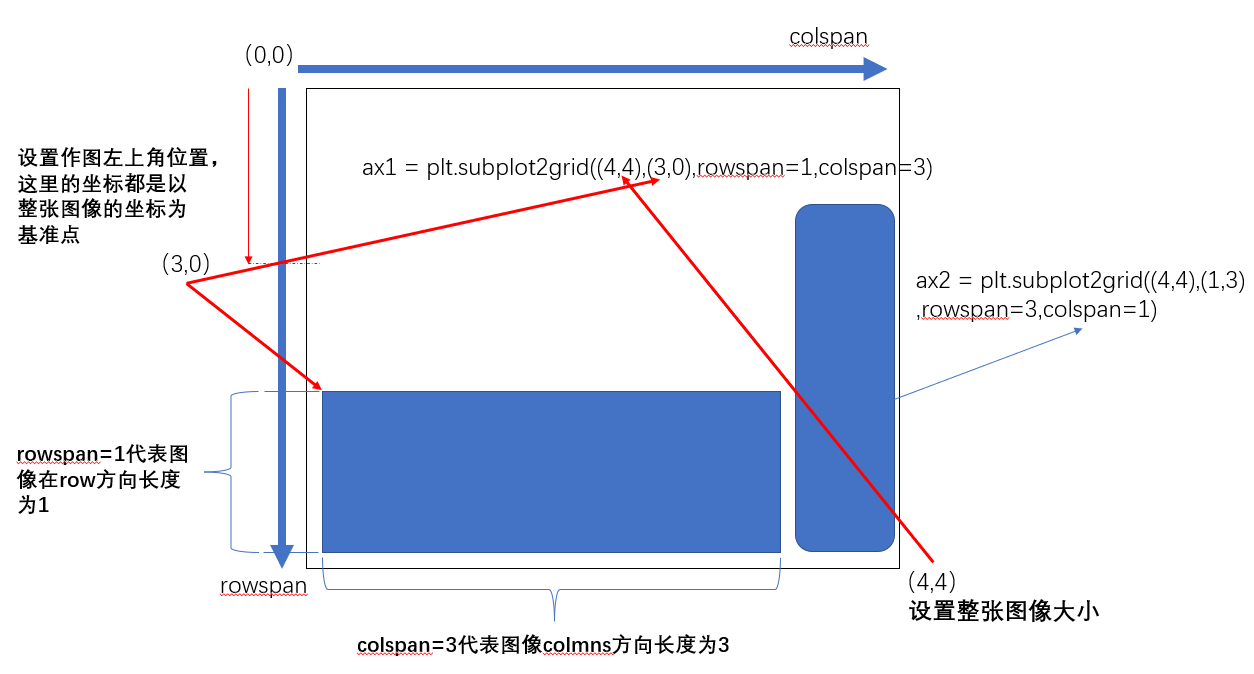 colspan
(0,0)
设置作图左上角位置，
这里的坐标都是以
整张图像的坐标为
基准点
ax1 = plt.subplot2grid((4,4),(3,0),rowspan=1,colspan=3)
(3,0)
ax2 = plt.subplot2grid((4,4),(1,3)
,rowspan=3,colspan=1)
rowspan=1代表图
像在row方向长度
为1
rowspan
(4,4)
设置整张图像大小
colspan=3代表图像colmns方向长度为3